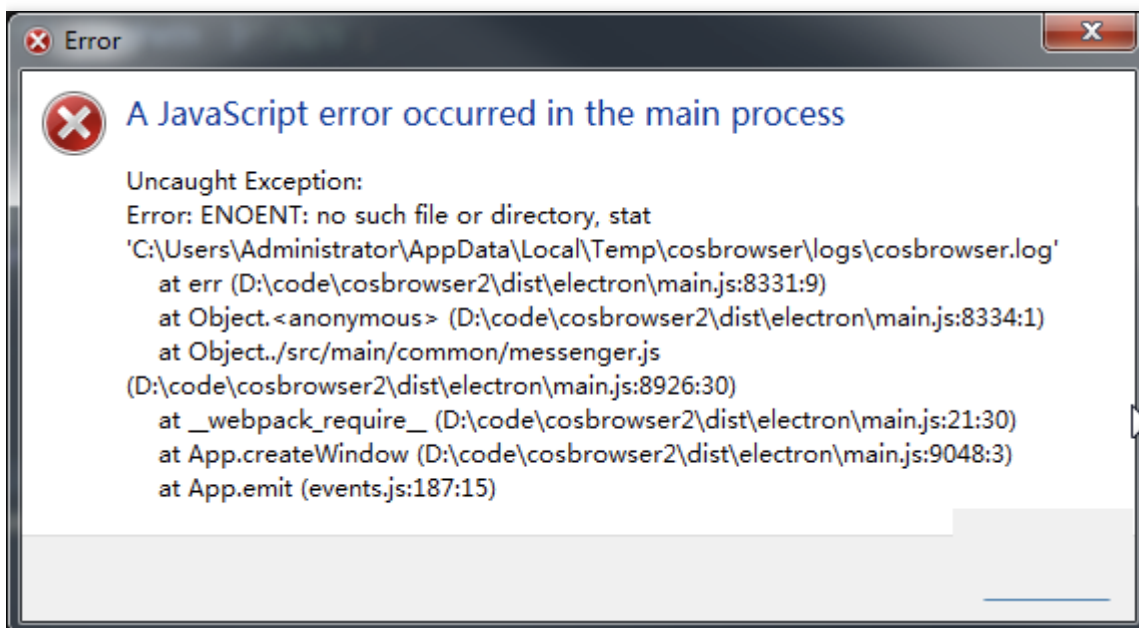 Error
A JavaScript error occurred in the main process
Uncaught Exception:
Error: ENOENT: no such file or directory, stat
'C:\Users\Administrator\AppData\Local\Temp\cosbrowser\logs\cosbrowser.log'
at err (D:\code\cosbrowser2\dist\electron\main.js:8331:9)
at Object.<anonymous> (D:\code\cosbrowser2\dist\electron\main.js:8334:1)
at Object../src/main/common/messenger.js
(D:\code\cosbrowser2\dist\electron\main.js:8926:30)
at __webpack_require__ (D:\code\cosbrowser2\dist\electron\main.js:21:30)
at App.createWindow (D:\code\cosbrowser2\dist\electron\main.js:9048:3)
at App.emit (events.js:187:15)